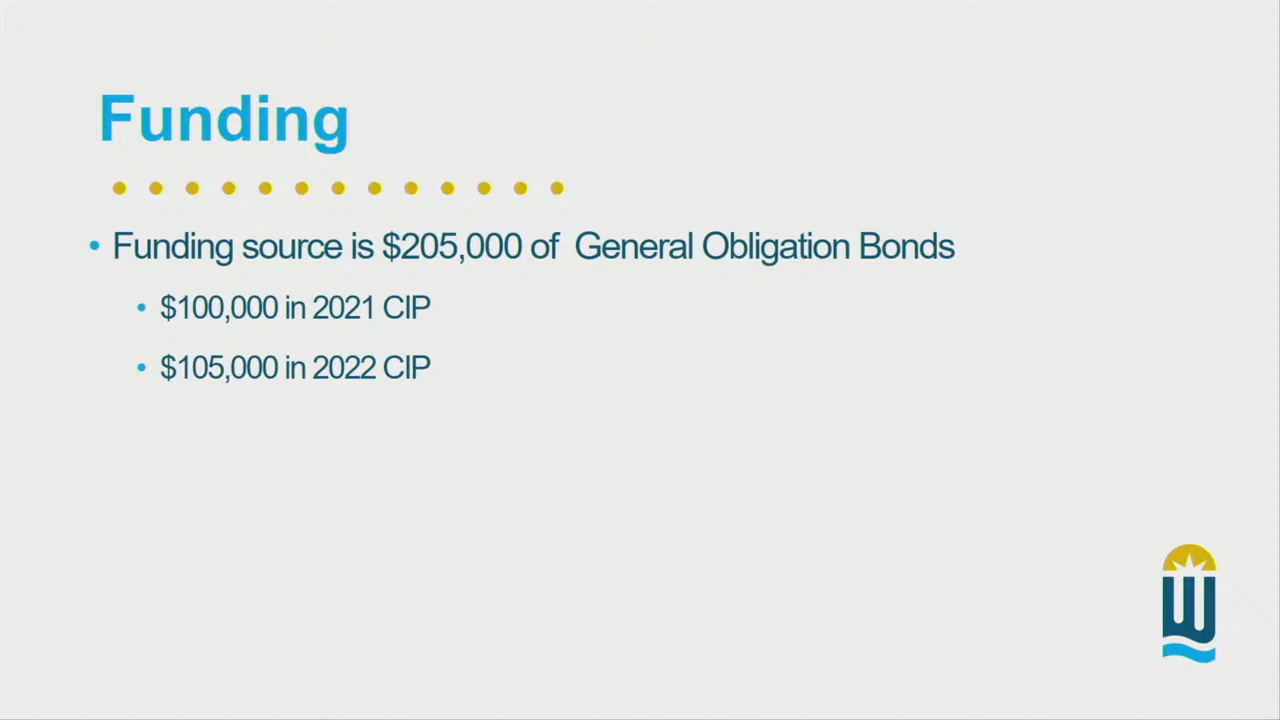 Funding
• Funding source is $205,000 of  General Obligation Bonds
• $100,000 in 2021 CIP
• $105,000 in 2022 CIP
W